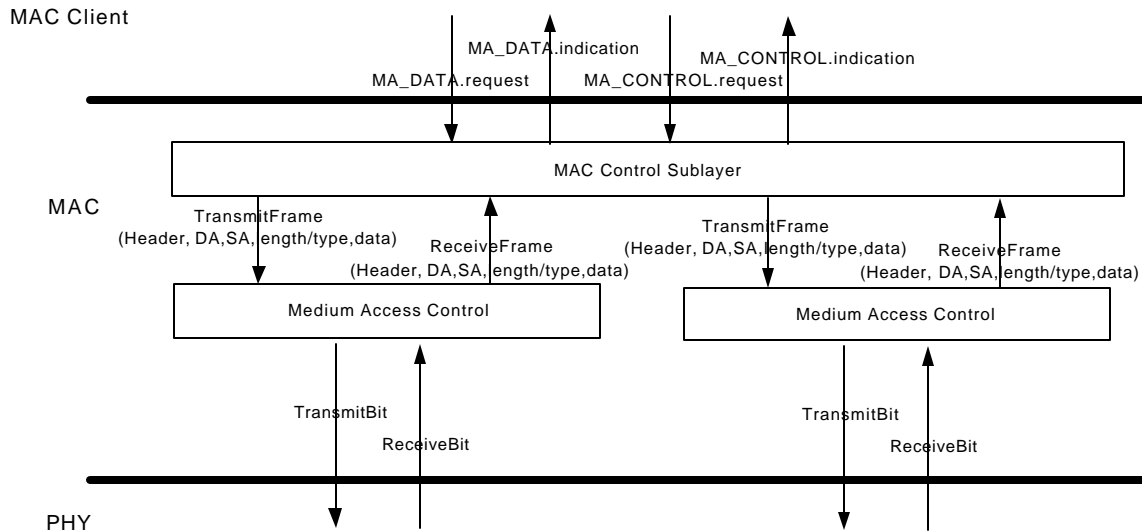 MAC Client
MA_DATA.indication
MA_CONTROL.indication
MA_DATA.request
MA_CONTROL.request
MAC Control Sublayer
MAC
TransmitFrame
(Header, DA,SA,length/type,data)
ReceiveFrame
(Header, DA,SA,length/type,data)
TransmitFrame
(Header, DA,SA,length/type,data)
ReceiveFrame
(Header, DA,SA,length/type,data)
Medium Access Control
Medium Access Control
TransmitBit
ReceiveBit
TransmitBit
ReceiveBit
PHY